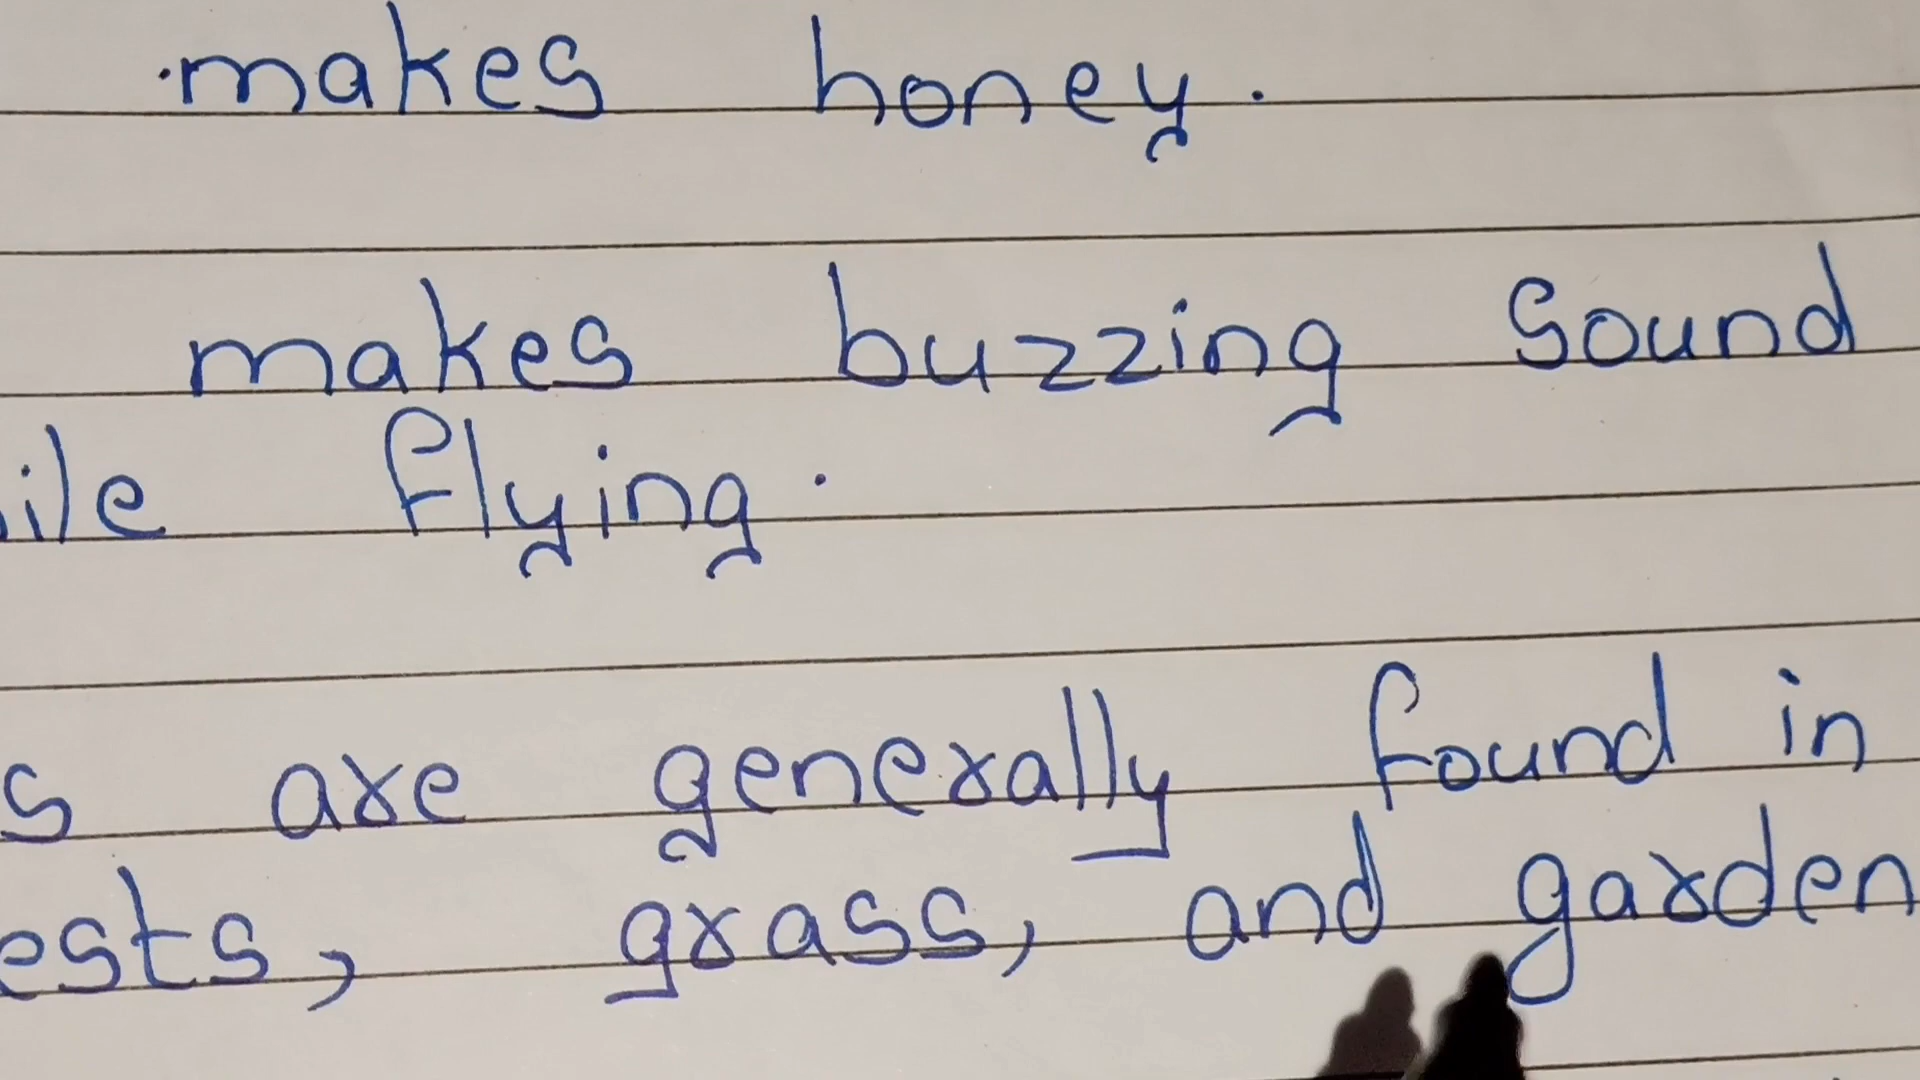 makes honey.
makes buzzing Sound
ile flying.
s are generally found in
ests, grass, and garden